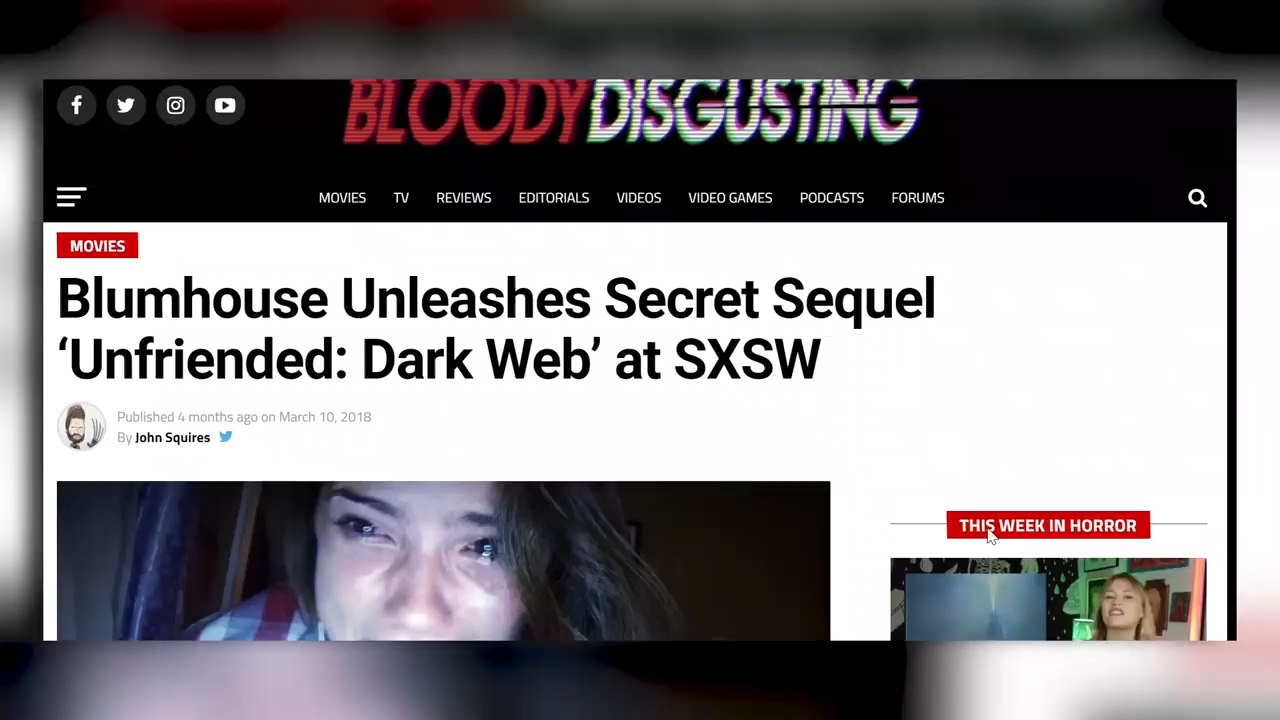 BLOODY DISGUSTING
MOVIES TV REVIEWS EDITORIALS VIDEOS VIDEO GAMES PODCASTS FORUMS
MOVIES
Blumhouse Unleashes Secret Sequel
‘Unfriended: Dark Web’ at SXSW
Published 4 months ago on March 10, 2018
By John Squires
THIS WEEK IN HORROR